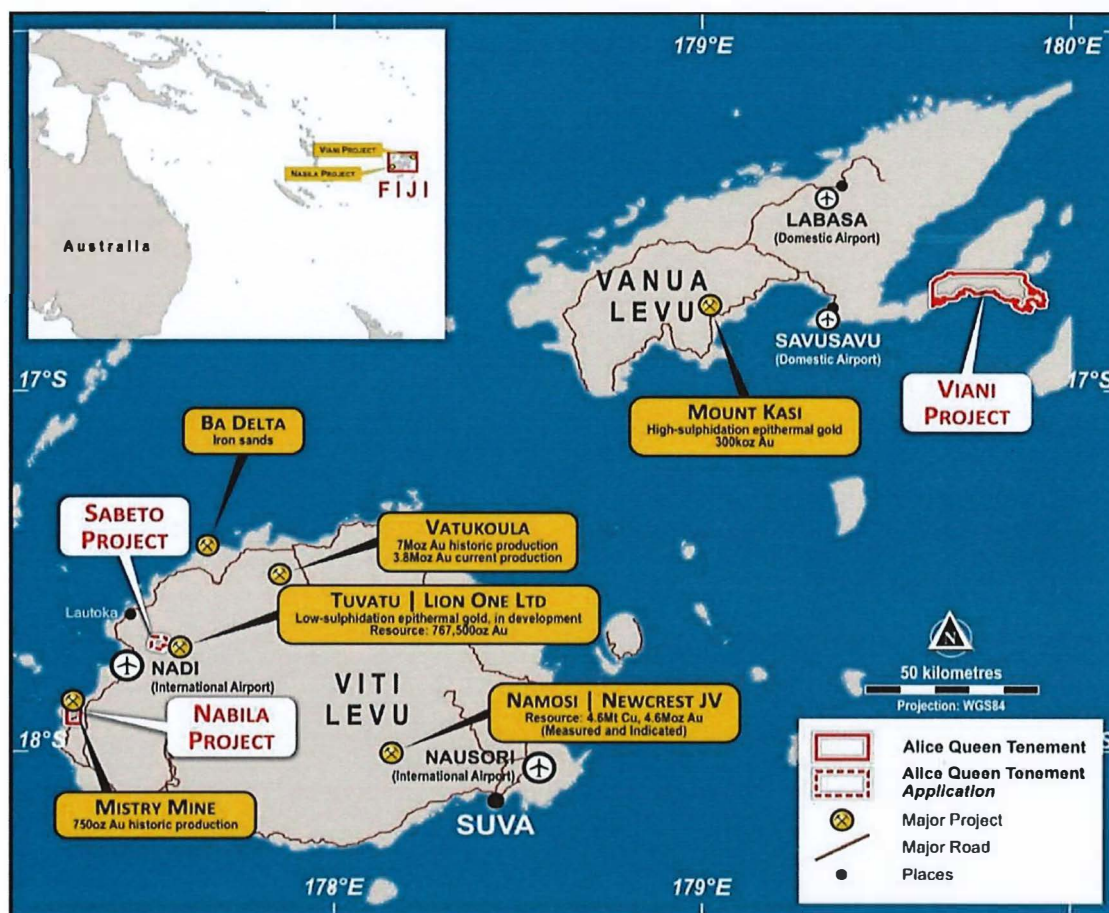 179°E
180°E
VIANI PROJECT
NABILA PROJECT
FIJI
Australia
LABASA
(Domestic Airport)
VANUA
LEVU
SAVUSAVU
(Domestic Airport)
17°S
17°S
VIANI
PROJECT
MOUNT KASI
High-sulphidation epithermal gold
300koz Au
BA DELTA
Iron sands
SABETO
PROJECT
VATUKOULA
7Moz Au historic production
3.8Moz Au current production
Lautoka
TUVATU | LION ONE LTD
Low-sulphidation epithermal gold, in development
Resource: 767,500oz Au
NADI
(International Airport)
VITI
LEVU
N
50 kilometres
Projection: WGS84
NABILA
PROJECT
NAMOSI | NEWCREST JV
Resource: 4.6Mt Cu, 4.6Moz Au
(Measured and Indicated)
18°S
NAUSORI
(International Airport)
MISTRY MINE
750oz Au historic production
SUVA
178°E
179°E
Alice Queen Tenement
Alice Queen Tenement
Application
Major Project
Major Road
Places